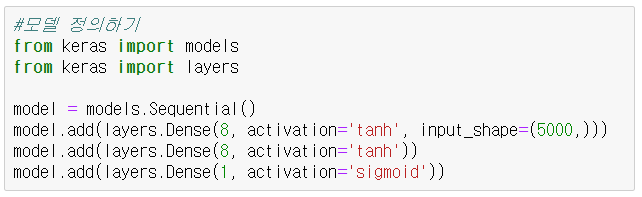 #모델 정의하기
from keras import models
from keras import layers
model = models.Sequential()
model.add(layers.Dense(8, activation='tanh', input_shape=(5000,)))
model.add(layers.Dense(8, activation='tanh'))
model.add(layers.Dense(1, activation='sigmoid'))